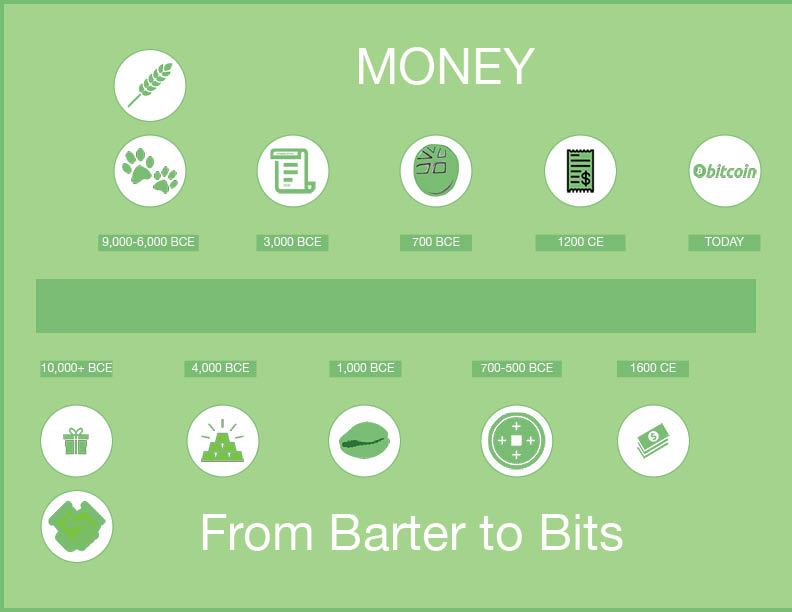 MONEY
bitcoin
9,000-6,000 BCE
3,000 BCE
700 BCE
1200 CE
TODAY
10,000+ BCE
4,000 BCE
1,000 BCE
700-500 BCE
1600 CE
From Barter to Bits